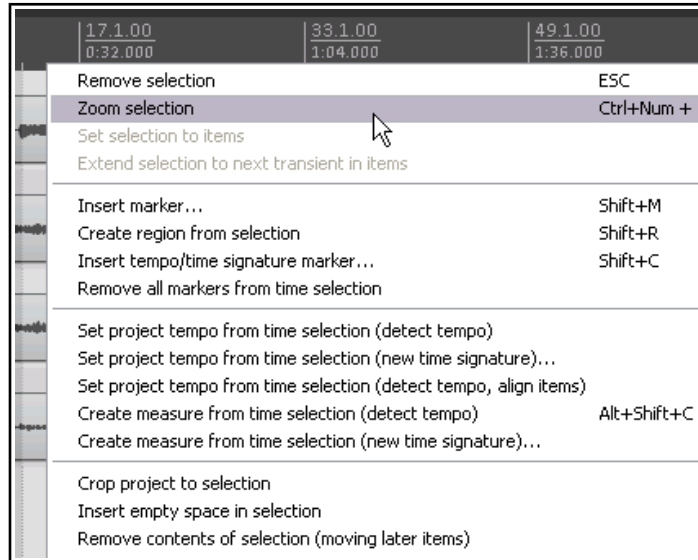 17.1.00 33.1.00 49.1.00
0:32.000 1:04.000 1:36.000
Remove selection ESC
Zoom selection Ctrl+Num +
Set selection to items
Extend selection to next transient in items
Insert marker... Shift+M
Create region from selection Shift+R
Insert tempo/time signature marker... Shift+C
Remove all markers from time selection
Set project tempo from time selection (detect tempo)
Set project tempo from time selection (new time signature)...
Set project tempo from time selection (detect tempo, align items)
Create measure from time selection (detect tempo) Alt+Shift+C
Create measure from time selection (new time signature)...
Crop project to selection
Insert empty space in selection
Remove contents of selection (moving later items)